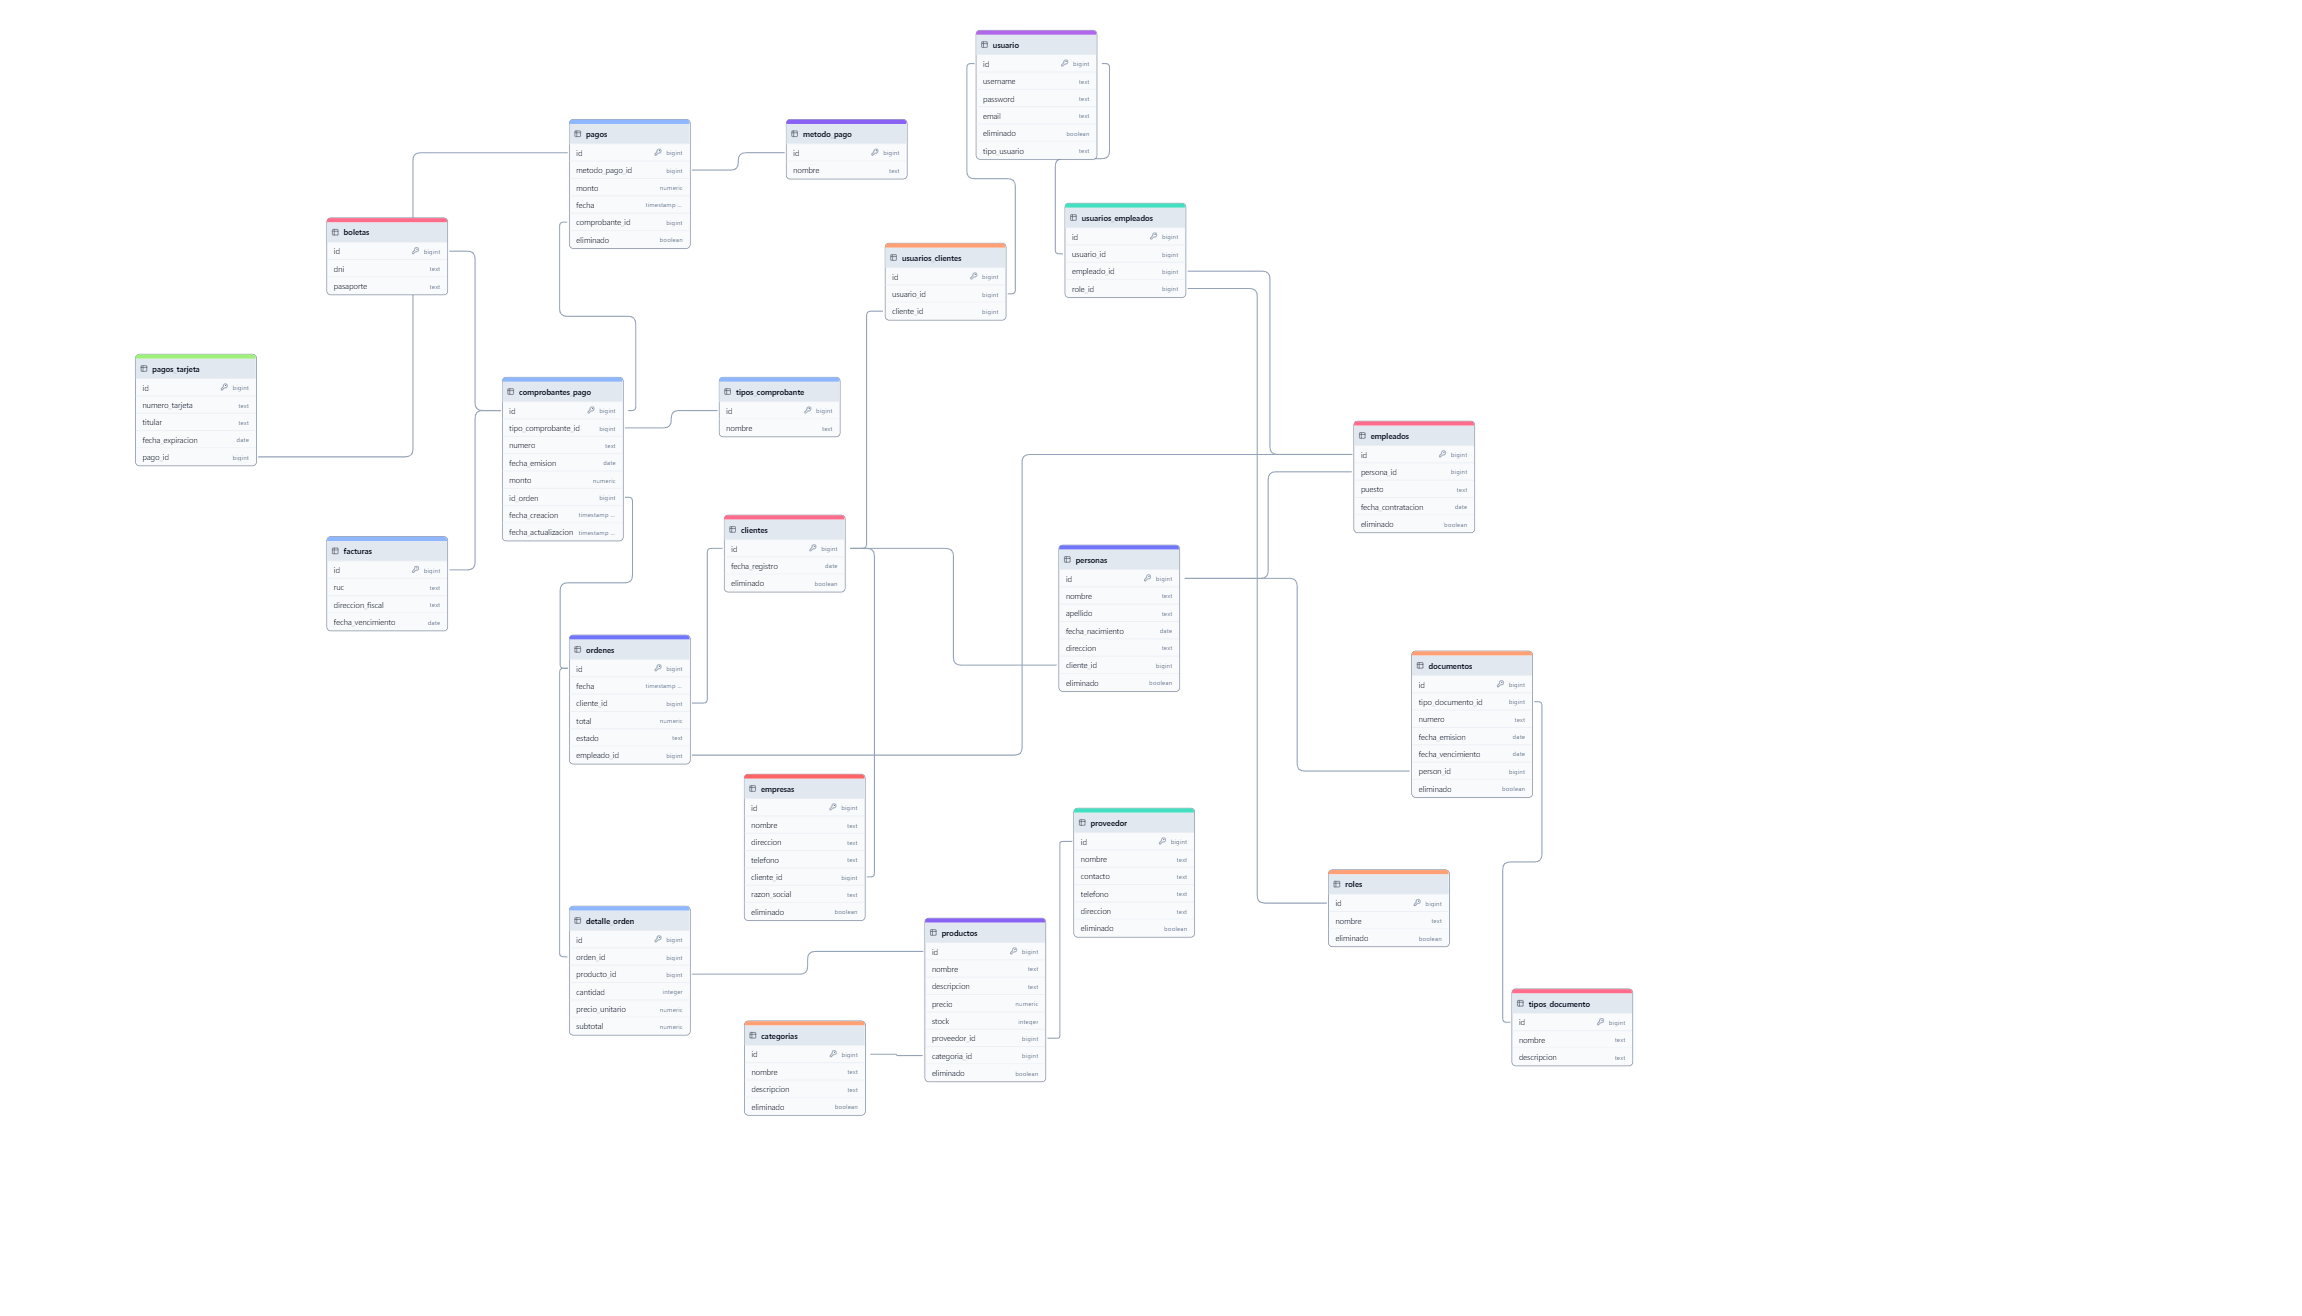 usuario
id bigint
username text
password text
email text
eliminado boolean
tipo_usuario text
pagos
id bigint
metodo_pago_id bigint
monto numeric
fecha timestamp ...
comprobante_id bigint
eliminado boolean
metodo_pago
id bigint
nombre text
boletas
id bigint
dni text
pasaporte text
usuarios_empleados
id bigint
usuario_id bigint
empleado_id bigint
role_id bigint
usuarios_clientes
id bigint
usuario_id bigint
cliente_id bigint
pagos_tarjeta
id bigint
numero_tarjeta text
titular text
fecha_expiracion date
pago_id bigint
comprobantes_pago
id bigint
tipo_comprobante_id bigint
numero text
fecha_emision date
monto numeric
id_orden bigint
fecha_creacion timestamp ...
fecha_actualizacion timestamp ...
tipos_comprobante
id bigint
nombre text
empleados
id bigint
persona_id bigint
puesto text
fecha_contratacion date
eliminado boolean
facturas
id bigint
ruc text
direccion_fiscal text
fecha_vencimiento date
clientes
id bigint
fecha_registro date
eliminado boolean
personas
id bigint
nombre text
apellido text
fecha_nacimiento date
direccion text
cliente_id bigint
eliminado boolean
ordenes
id bigint
fecha timestamp ...
cliente_id bigint
total numeric
estado text
empleado_id bigint
documentos
id bigint
tipo_documento_id bigint
numero text
fecha_emision date
fecha_vencimiento date
person_id bigint
eliminado boolean
empresas
id bigint
nombre text
direccion text
telefono text
cliente_id bigint
razon_social text
eliminado boolean
proveedor
id bigint
nombre text
contacto text
telefono text
direccion text
eliminado boolean
roles
id bigint
nombre text
eliminado boolean
detalle_orden
id bigint
orden_id bigint
producto_id bigint
cantidad integer
precio_unitario numeric
subtotal numeric
productos
id bigint
nombre text
descripcion text
precio numeric
stock integer
proveedor_id bigint
categoria_id bigint
eliminado boolean
categorias
id bigint
nombre text
descripcion text
eliminado boolean
tipos_documento
id bigint
nombre text
descripcion text